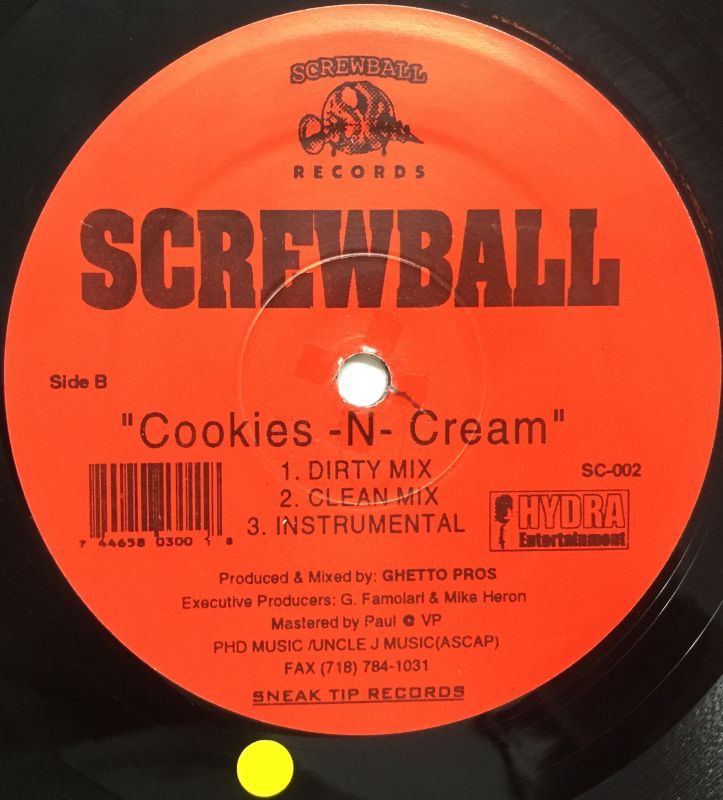 SCREWBALL
RECORDS
SCREWBALL
Side B
"Cookies -N- Cream"
1. DIRTY MIX
2. CLEAN MIX
3. INSTRUMENTAL
SC-002
7 44658 0300 1 8
HYDRA
Entertainment
Produced & Mixed by: GHETTO PROS
Executive Producers: G. Famolari & Mike Heron
Mastered by Paul @ VP
PHD MUSIC /UNCLE J MUSIC(ASCAP)
FAX (718) 784-1031
SNEAK TIP RECORDS